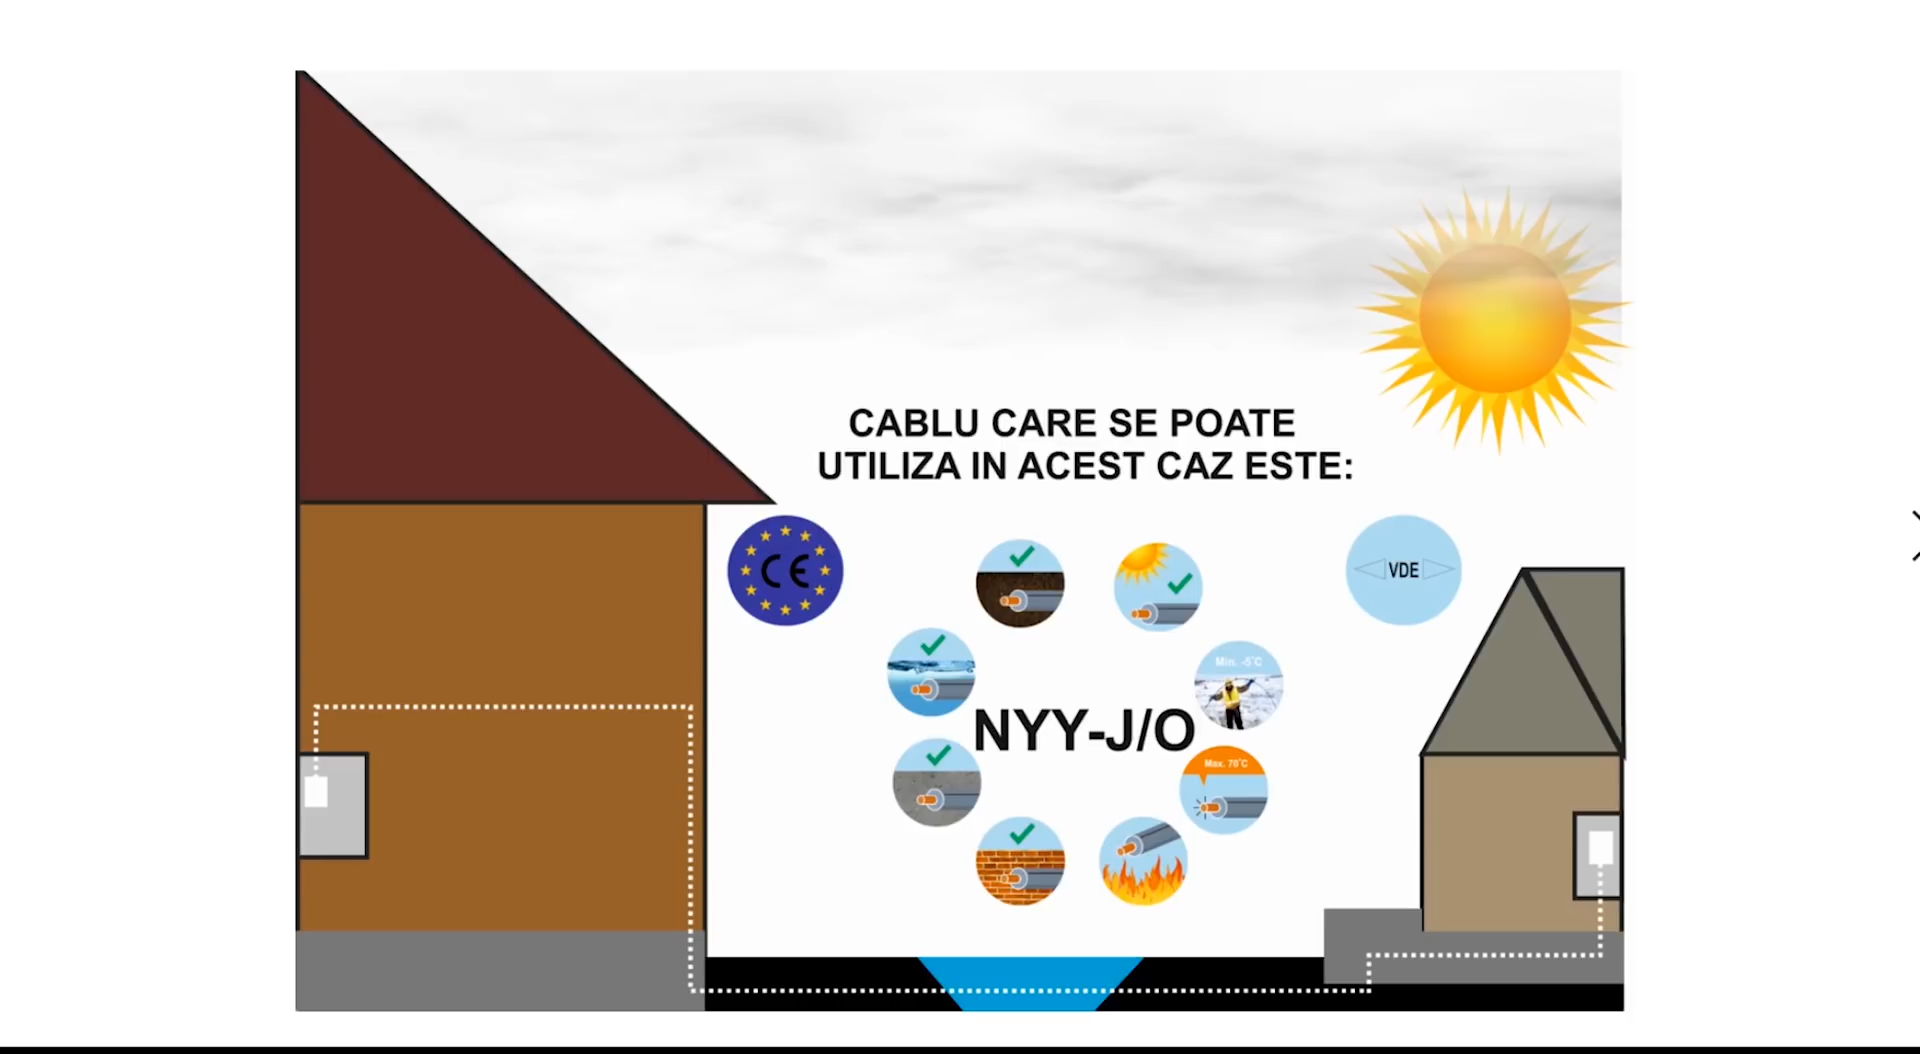 CABLU CARE SE POATE
UTILIZA IN ACEST CAZ ESTE:
CE
VDE
Min. -5°C
NYY-J/O
Max. 70°C